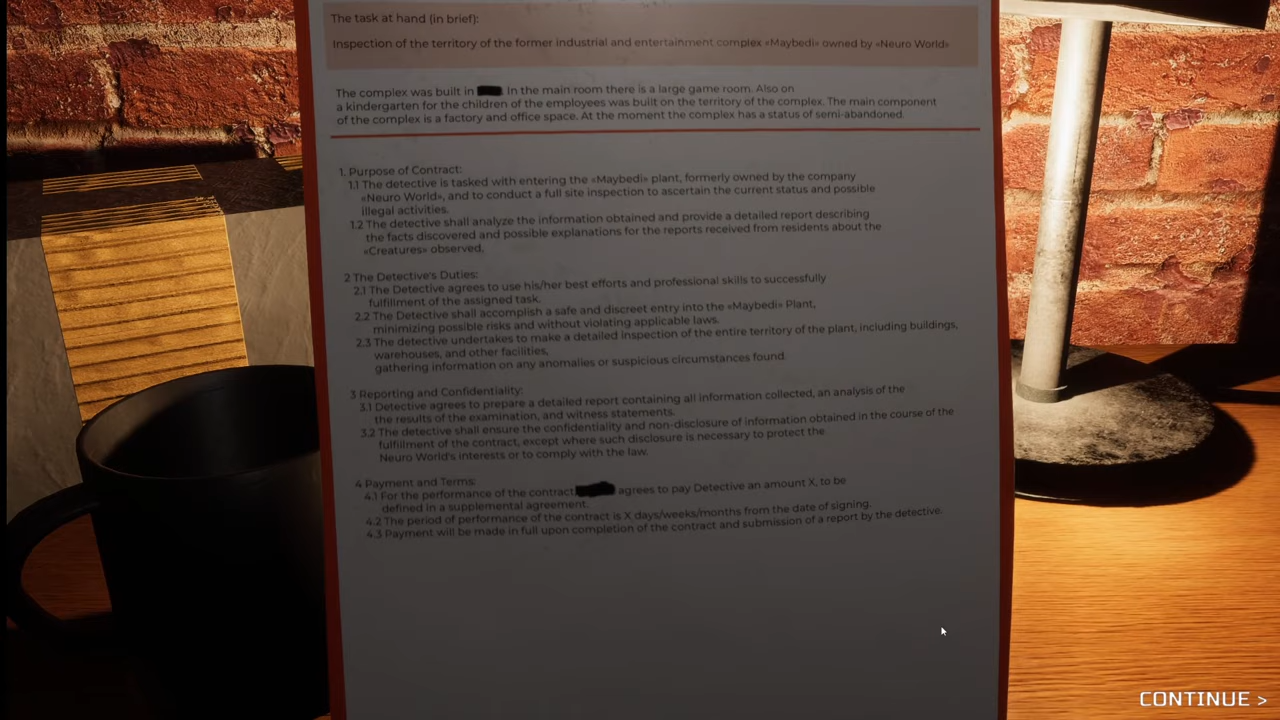 The task at hand (in brief):
Inspection of the territory of the former industrial and entertainment complex «Maybedi» owned by «Neuro World»
The complex was built in . In the main room there is a large game room. Also on
a kindergarten for the children of the employees was built on the territory of the complex. The main component
of the complex is a factory and office space. At the moment the complex has a status of semi-abandoned.
1. Purpose of Contract:
1.1 The detective is tasked with entering the «Maybedi» plant, formerly owned by the company
«Neuro World», and to conduct a full site inspection to ascertain the current status and possible
illegal activities.
1.2 The detective shall analyze the information obtained and provide a detailed report describing
the facts discovered and possible explanations for the reports received from residents about the
«Creatures» observed.
2 The Detective's Duties:
2.1 The Detective agrees to use his/her best efforts and professional skills to successfully
fulfillment of the assigned task.
2.2 The Detective shall accomplish a safe and discreet entry into the «Maybedi» Plant,
minimizing possible risks and without violating applicable laws.
2.3 The detective undertakes to make a detailed inspection of the entire territory of the plant, including buildings,
warehouses, and other facilities,
gathering information on any anomalies or suspicious circumstances found.
3 Reporting and Confidentiality:
3.1 Detective agrees to prepare a detailed report containing all information collected, an analysis of the
the results of the examination, and witness statements.
3.2 The detective shall ensure the confidentiality and non-disclosure of information obtained in the course of the
fulfillment of the contract, except where such disclosure is necessary to protect the
Neuro World's interests or to comply with the law.
4 Payment and Terms:
4.1 For the performance of the contract, agrees to pay Detective an amount X, to be
defined in a supplemental agreement.
4.2 The period of performance of the contract is X days/weeks/months from the date of signing.
4.3 Payment will be made in full upon completion of the contract and submission of a report by the detective.
CONTINUE >